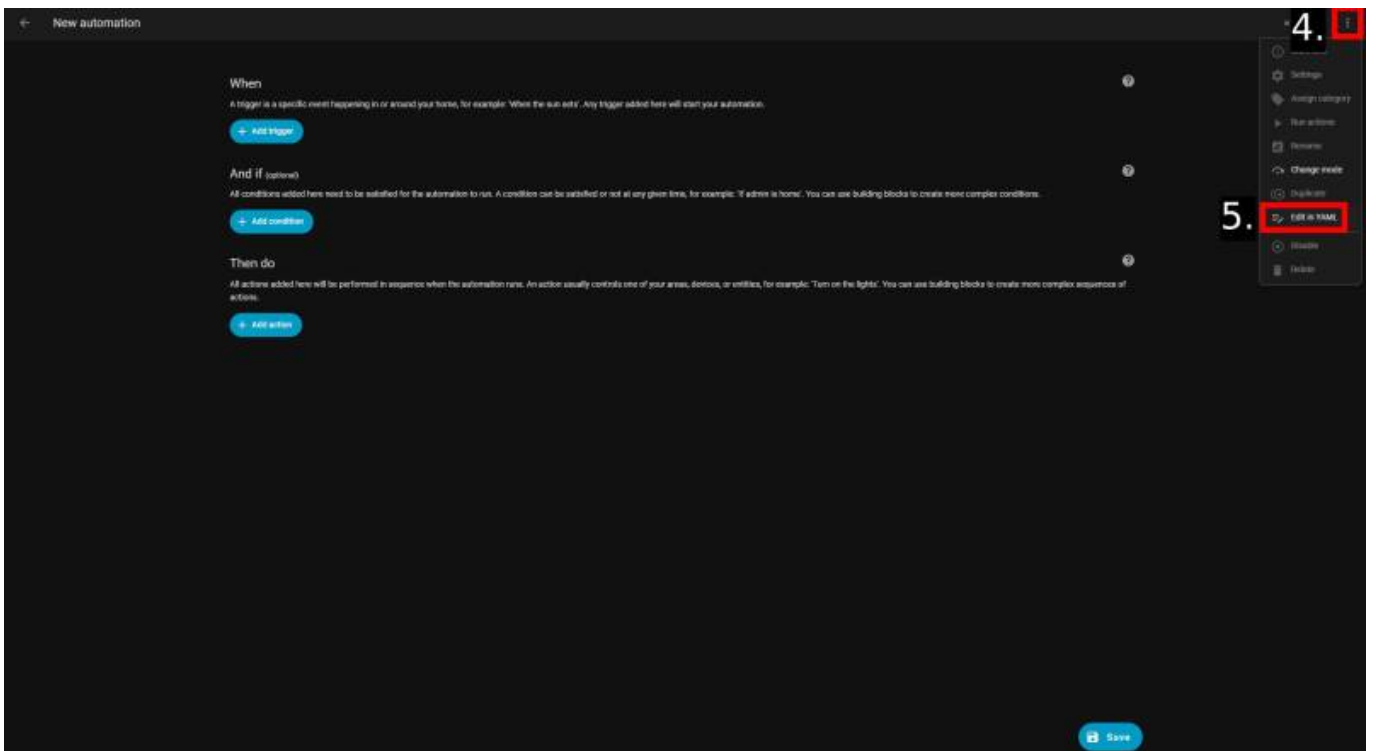 New automation
4.
When
A trigger is a specific event happening in or around your home, for example: 'When the sun sets'. Any trigger added here will start your automation.
+ Add trigger
And if (optional)
All conditions added here need to be satisfied for the automation to run. A condition can be satisfied or not at any given time, for example: 'If admin is home'. You can use building blocks to create more complex conditions.
+ Add condition
Then do
All actions added here will be performed in sequence when the automation runs. An action usually controls one of your areas, devices, or entities, for example: 'Turn on the lights'. You can use building blocks to create more complex sequences of
actions.
+ Add action
Settings
Assign category
Run actions
Rename
Change mode
Duplicate
5.
Edit in YAML
Disable
Delete
Save